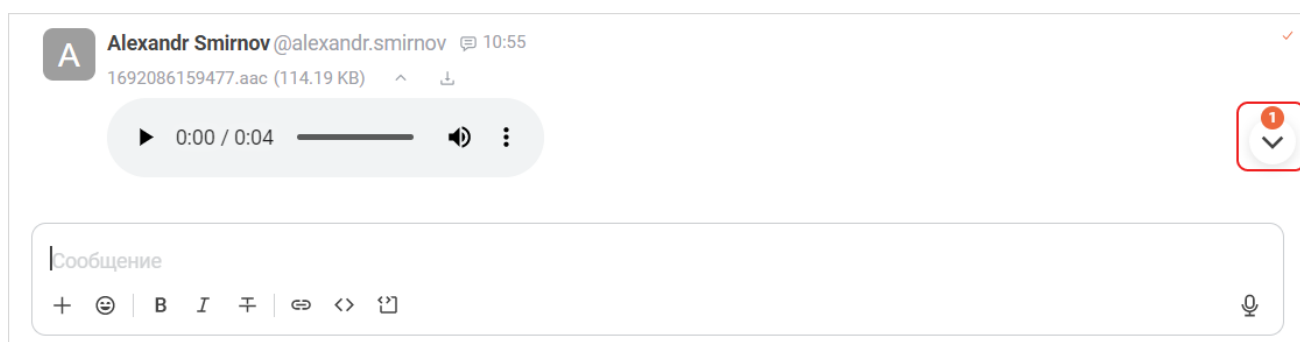 A
Alexandr Smirnov @alexandr.smirnov 10:55
1692086159477.aac (114.19 KB)
0:00 / 0:04
1
Сообщение
B I T